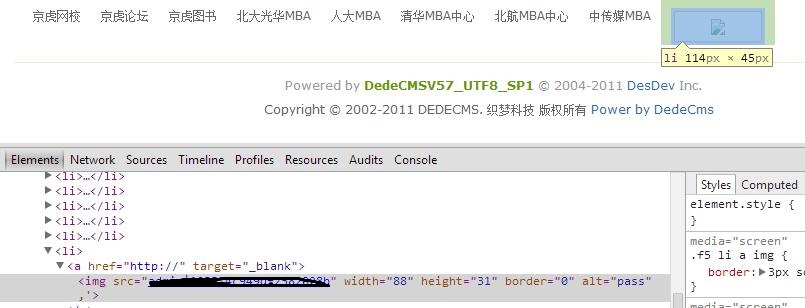 京虎网校 京虎论坛 京虎图书 北大光华MBA 人大MBA 清华MBA中心 北航MBA中心 中传媒MBA
li 114px × 45px
Powered by DedeCMSV57_UTF8_SP1 © 2004-2011 DesDev Inc.
Copyright © 2002-2011 DEDECMS. 织梦科技 版权所有 Power by DedeCms
Elements Network Sources Timeline Profiles Resources Audits Console
Styles Computed
<li>…</li>
<li>…</li>
<li>…</li>
<li>…</li>
<li>…</li>
<li>
<a href="http://" target="_blank">
<img src=" " width="88" height="31" border="0" alt="pass"
,'>
element.style {
}
media="screen"
.f5 li a img {
border: 3px
}
media="screen"